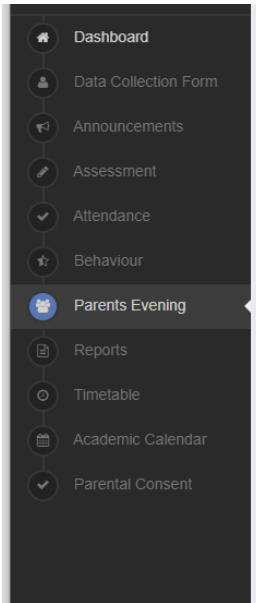 Dashboard
Data Collection Form
Announcements
Assessment
Attendance
Behaviour
Parents Evening
Reports
Timetable
Academic Calendar
Parental Consent